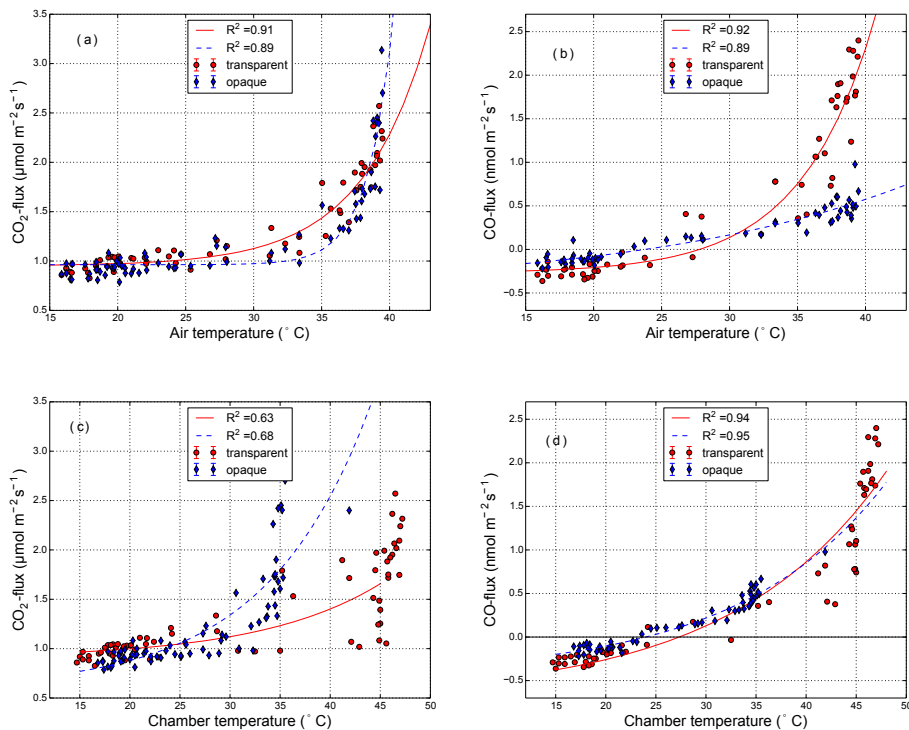 (a)
R² =0.91
R² =0.89
transparent
opaque
CO₂-flux (μmol m⁻² s⁻¹)
3.5
3.0
2.5
2.0
1.5
1.0
0.5
15 20 25 30 35 40
Air temperature (° C)
(b)
R² =0.92
R² =0.89
transparent
opaque
CO-flux (nmol m⁻² s⁻¹)
2.5
2.0
1.5
1.0
0.5
0.0
−0.5
15 20 25 30 35 40
Air temperature (° C)
(c)
R² =0.63
R² =0.68
transparent
opaque
CO₂-flux (μmol m⁻² s⁻¹)
3.5
3.0
2.5
2.0
1.5
1.0
0.5
15 20 25 30 35 40 45 50
Chamber temperature (° C)
(d)
R² =0.94
R² =0.95
transparent
opaque
CO-flux (nmol m⁻² s⁻¹)
2.5
2.0
1.5
1.0
0.5
0.0
−0.5
15 20 25 30 35 40 45 50
Chamber temperature (° C)